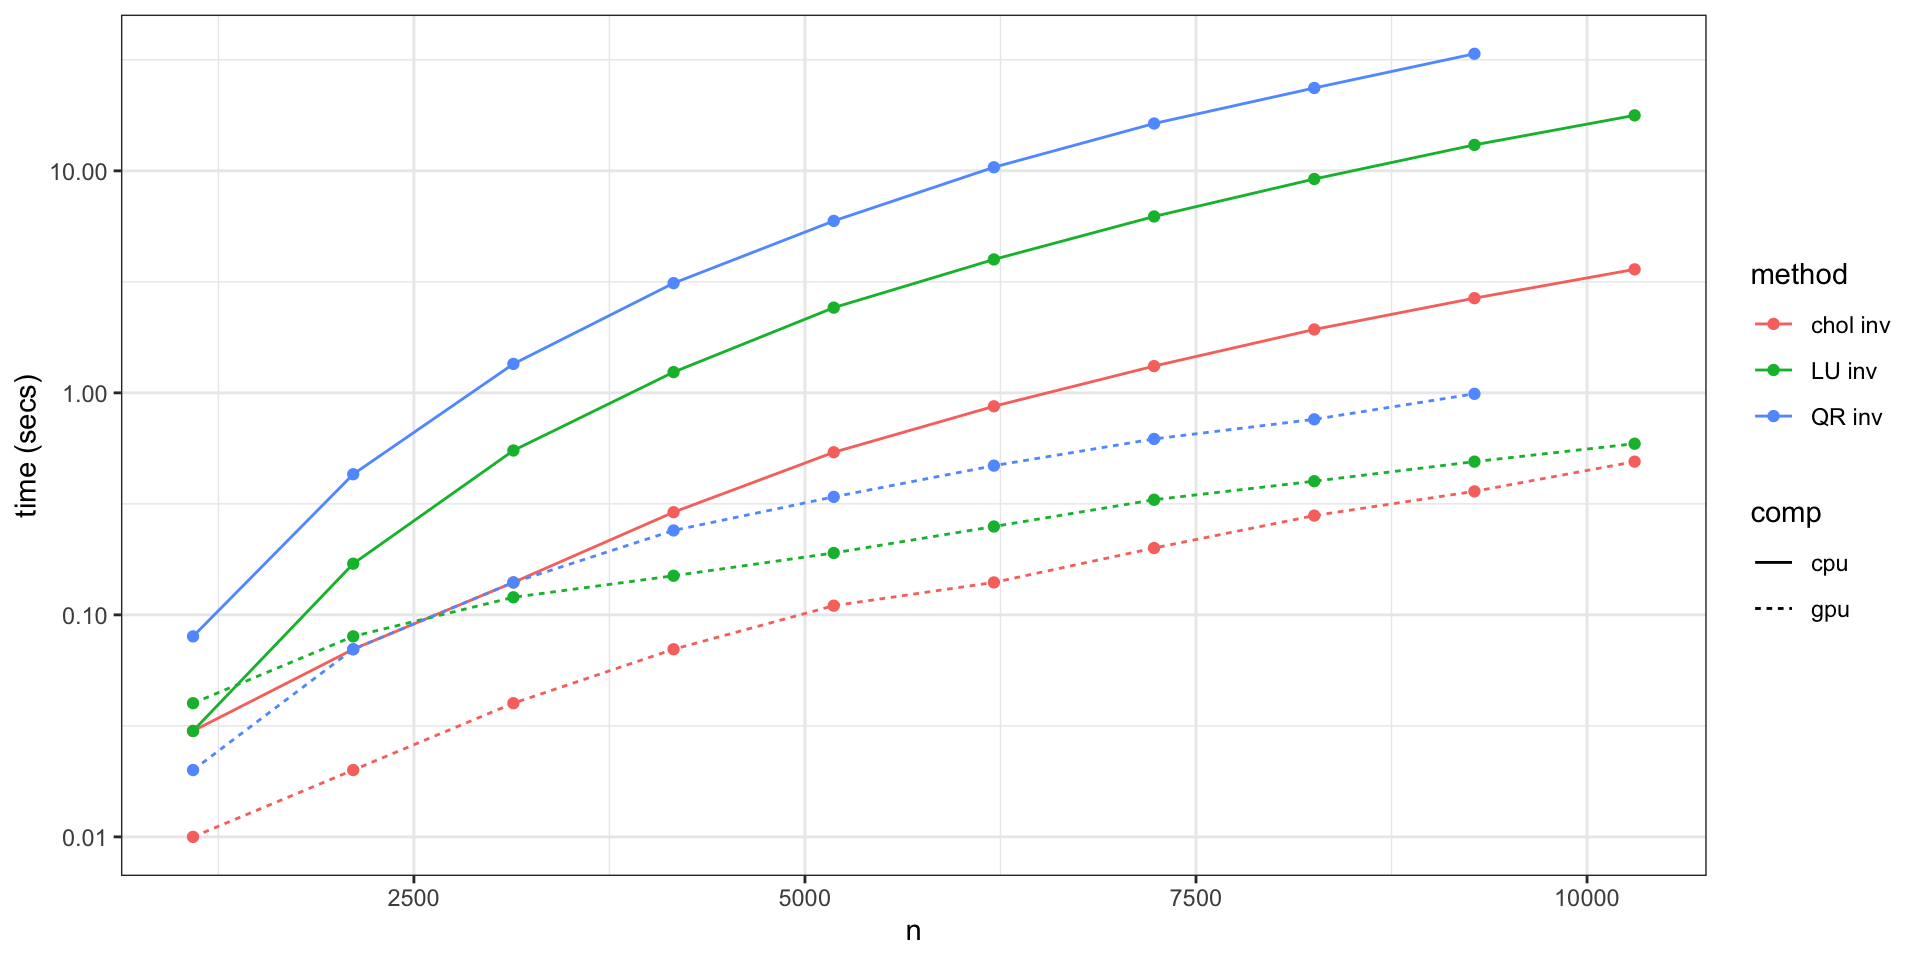 time (secs)
10.00
1.00
0.10
0.01
2500
5000
7500
10000
n
method
chol inv
LU inv
QR inv
comp
cpu
gpu